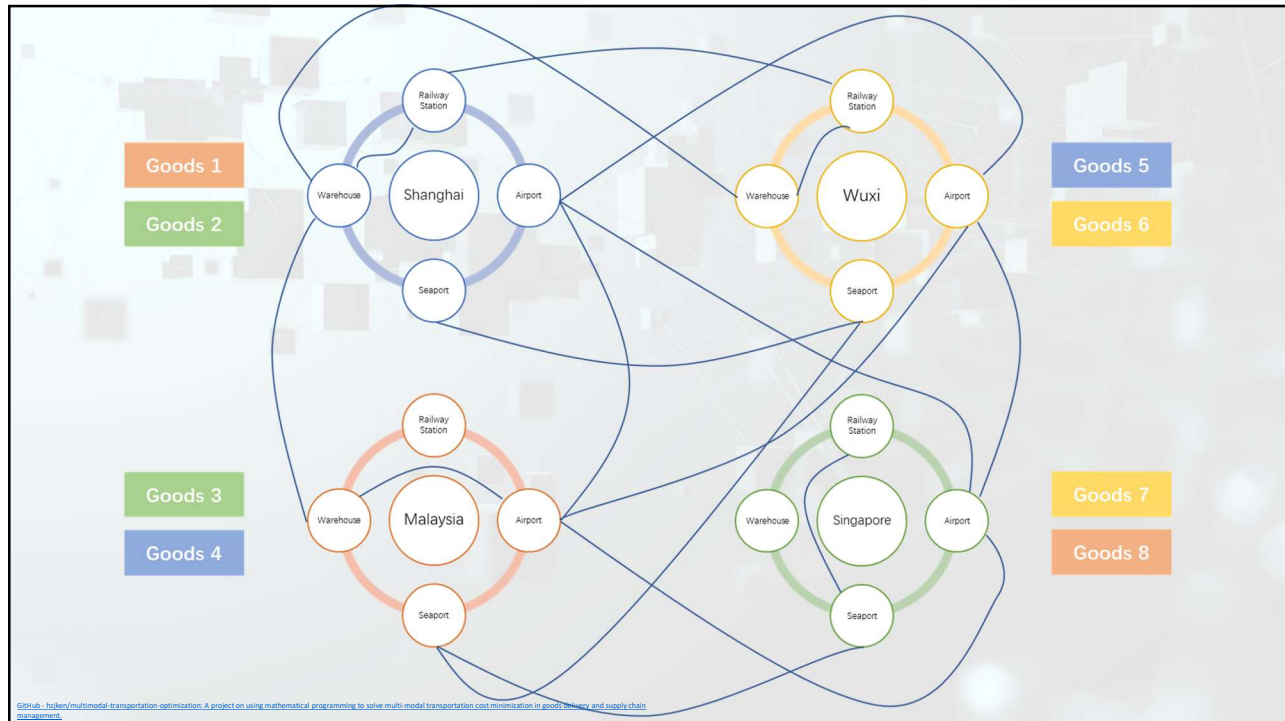 Railway
Station
Warehouse
Shanghai
Airport
Seaport
Railway
Station
Warehouse
Wuxi
Airport
Seaport
Goods 1
Goods 2
Goods 5
Goods 6
Railway
Station
Warehouse
Malaysia
Airport
Seaport
Railway
Station
Warehouse
Singapore
Airport
Seaport
Goods 3
Goods 4
Goods 7
Goods 8
GitHub - hzjken/multimodal-transportation-optimization: A project on using mathematical programming to solve multi-modal transportation cost minimization in goods delivery and supply chain
management.